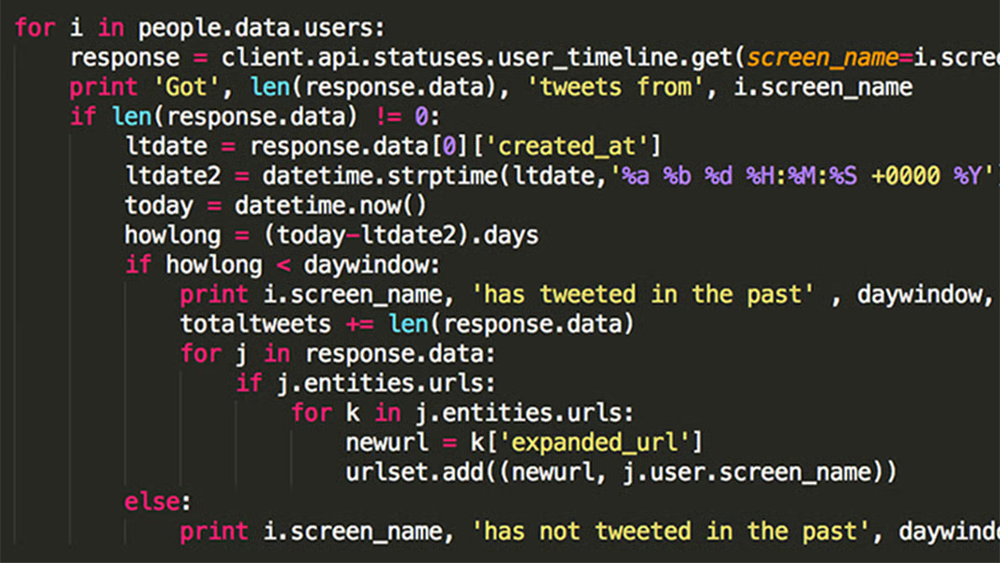 for i in people.data.users:
response = client.api.statuses.user_timeline.get(screen_name=i.scree
print 'Got', len(response.data), 'tweets from', i.screen_name
if len(response.data) != 0:
ltdate = response.data[0]['created_at']
ltdate2 = datetime.strptime(ltdate,'%a %b %d %H:%M:%S +0000 %Y')
today = datetime.now()
howlong = (today-ltdate2).days
if howlong < daywindow:
print i.screen_name, 'has tweeted in the past' , daywindow,
totaltweets += len(response.data)
for j in response.data:
if j.entities.urls:
for k in j.entities.urls:
newurl = k['expanded_url']
urlset.add((newurl, j.user.screen_name))
else:
print i.screen_name, 'has not tweeted in the past', daywindo